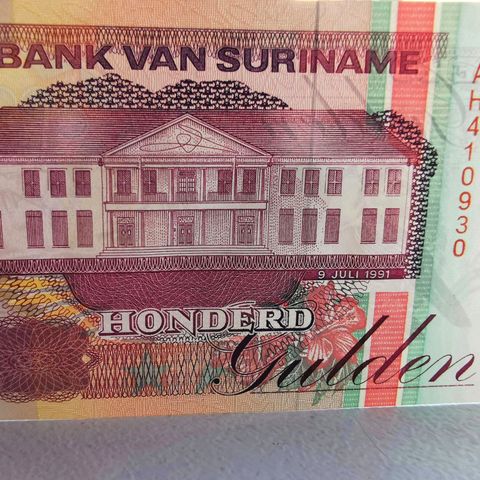 BANK VAN SURINAME
AH410930
9 JULI 1991
HONDERD
Gulden